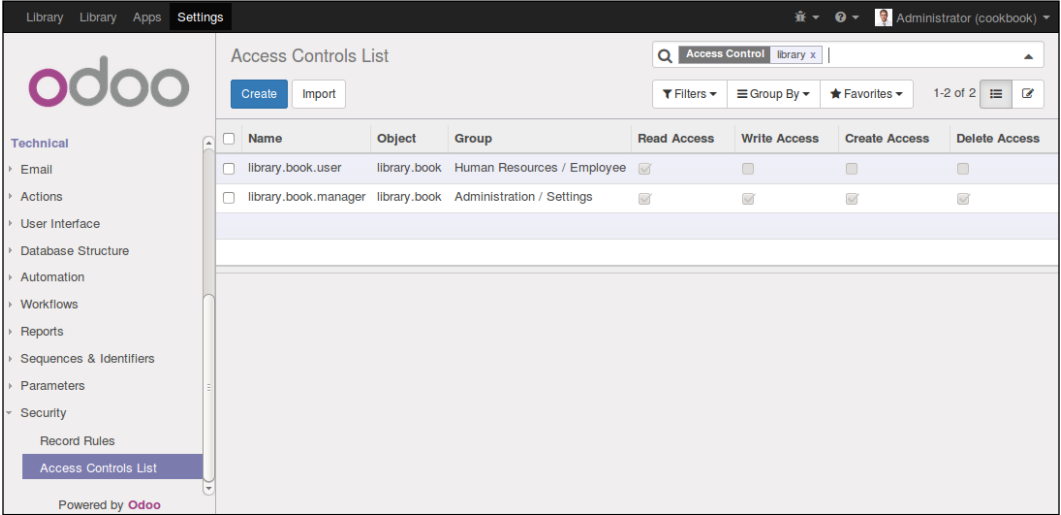 Library Library Apps Settings Administrator (cookbook)
odoo
Access Controls List
Access Control library x
Create Import
Filters Group By Favorites 1-2 of 2
Technical
Email
Actions
User Interface
Database Structure
Automation
Workflows
Reports
Sequences & Identifiers
Parameters
Security
Record Rules
Access Controls List
Powered by Odoo
Name Object Group Read Access Write Access Create Access Delete Access
library.book.user library.book Human Resources / Employee
library.book.manager library.book Administration / Settings